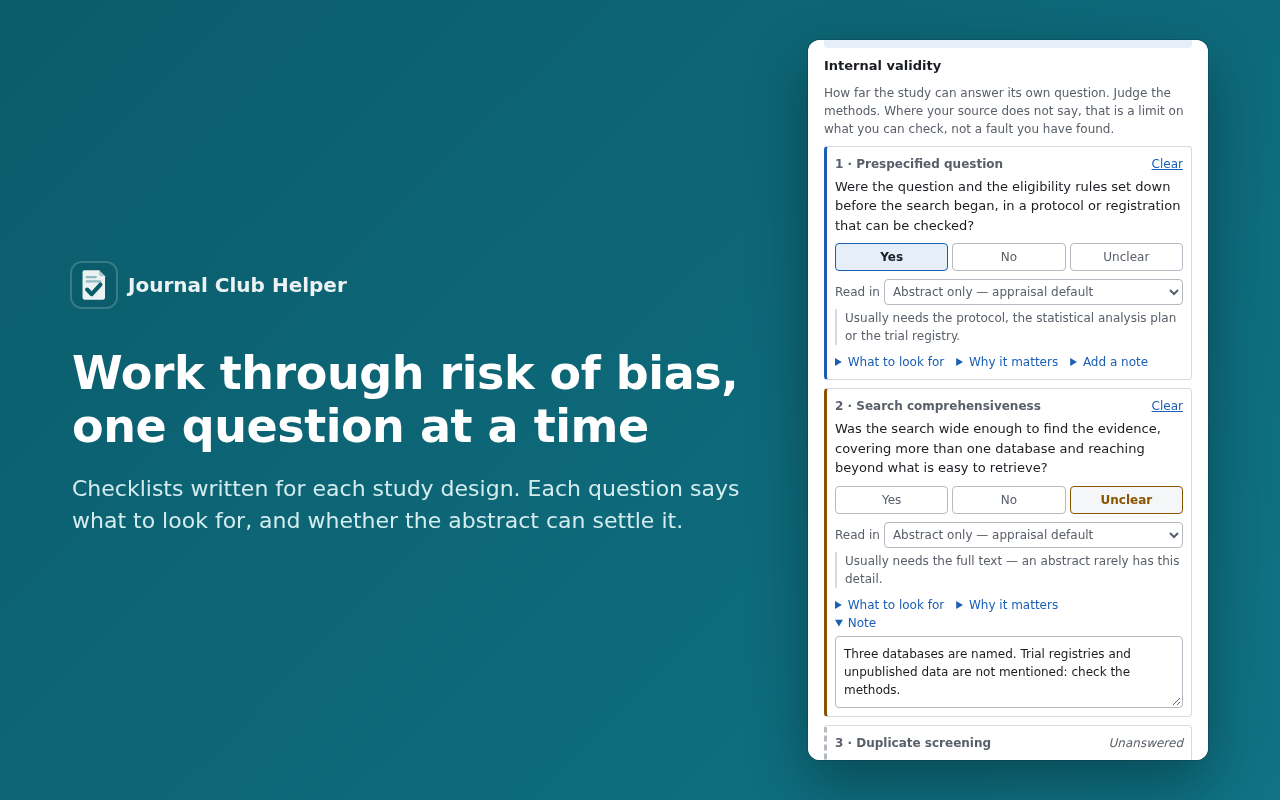 Journal Club Helper
Work through risk of bias,
one question at a time
Checklists written for each study design. Each question says
what to look for, and whether the abstract can settle it.
Internal validity
How far the study can answer its own question. Judge the
methods. Where your source does not say, that is a limit on
what you can check, not a fault you have found.
1 · Prespecified question Clear
Were the question and the eligibility rules set down
before the search began, in a protocol or registration
that can be checked?
Yes No Unclear
Read in Abstract only — appraisal default
Usually needs the protocol, the statistical analysis plan
or the trial registry.
What to look for Why it matters Add a note
2 · Search comprehensiveness Clear
Was the search wide enough to find the evidence,
covering more than one database and reaching
beyond what is easy to retrieve?
Yes No Unclear
Read in Abstract only — appraisal default
Usually needs the full text — an abstract rarely has this
detail.
What to look for Why it matters
Note
Three databases are named. Trial registries and
unpublished data are not mentioned: check the
methods.
3 · Duplicate screening Unanswered